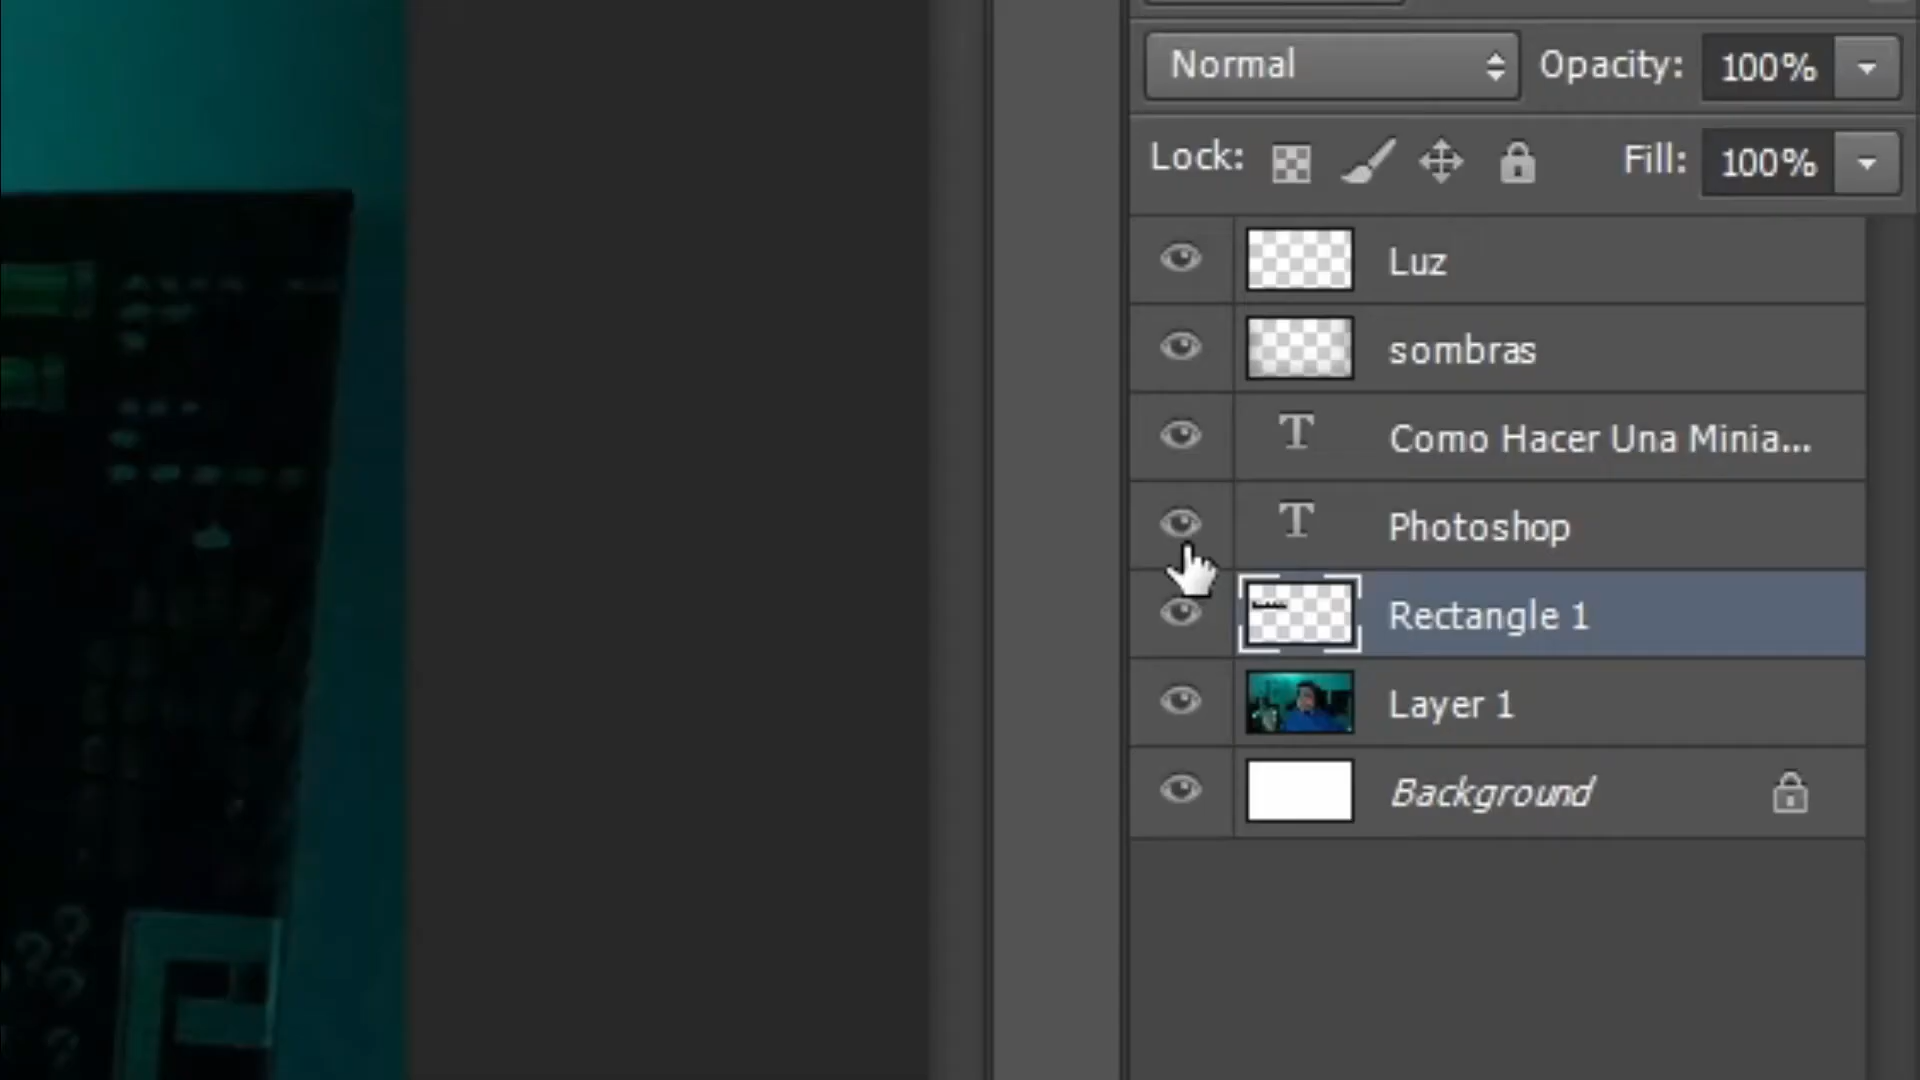 Normal
Opacity: 100%
Lock:
Fill: 100%
Luz
sombras
T Como Hacer Una Minia...
T Photoshop
Rectangle 1
Layer 1
Background